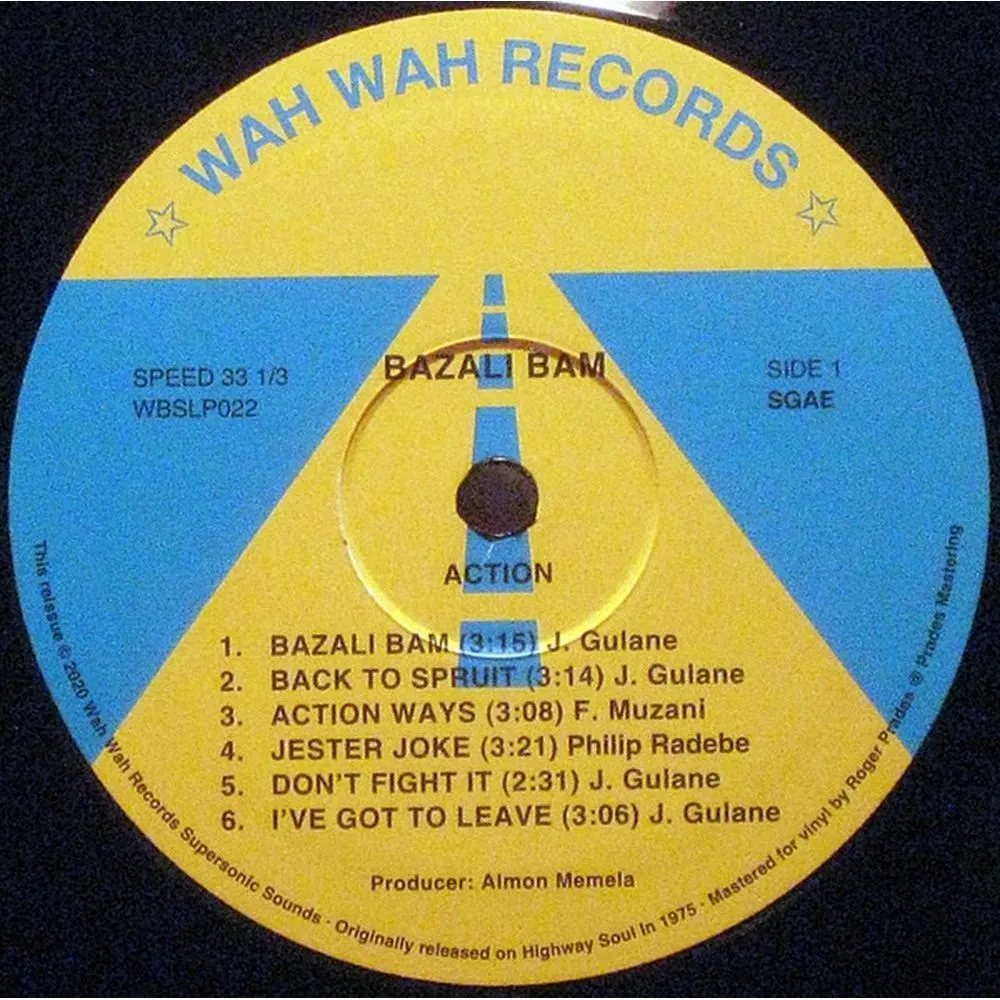 WAH WAH RECORDS
BAZALI BAM
SPEED 33 1/3
WBSLP022
SIDE 1
SGAE
ACTION
1. BAZALI BAM (3:15) J. Gulane
2. BACK TO SPRUIT (3:14) J. Gulane
3. ACTION WAYS (3:08) F. Muzani
4. JESTER JOKE (3:21) Philip Radebe
5. DON'T FIGHT IT (2:31) J. Gulane
6. I'VE GOT TO LEAVE (3:06) J. Gulane
Producer: Almon Memela
This reissue © 2020 Wah Wah Records Supersonic Sounds · Originally released on Highway Soul In 1975 · Mastered for vinyl by Roger Prades @ Prades Mastering